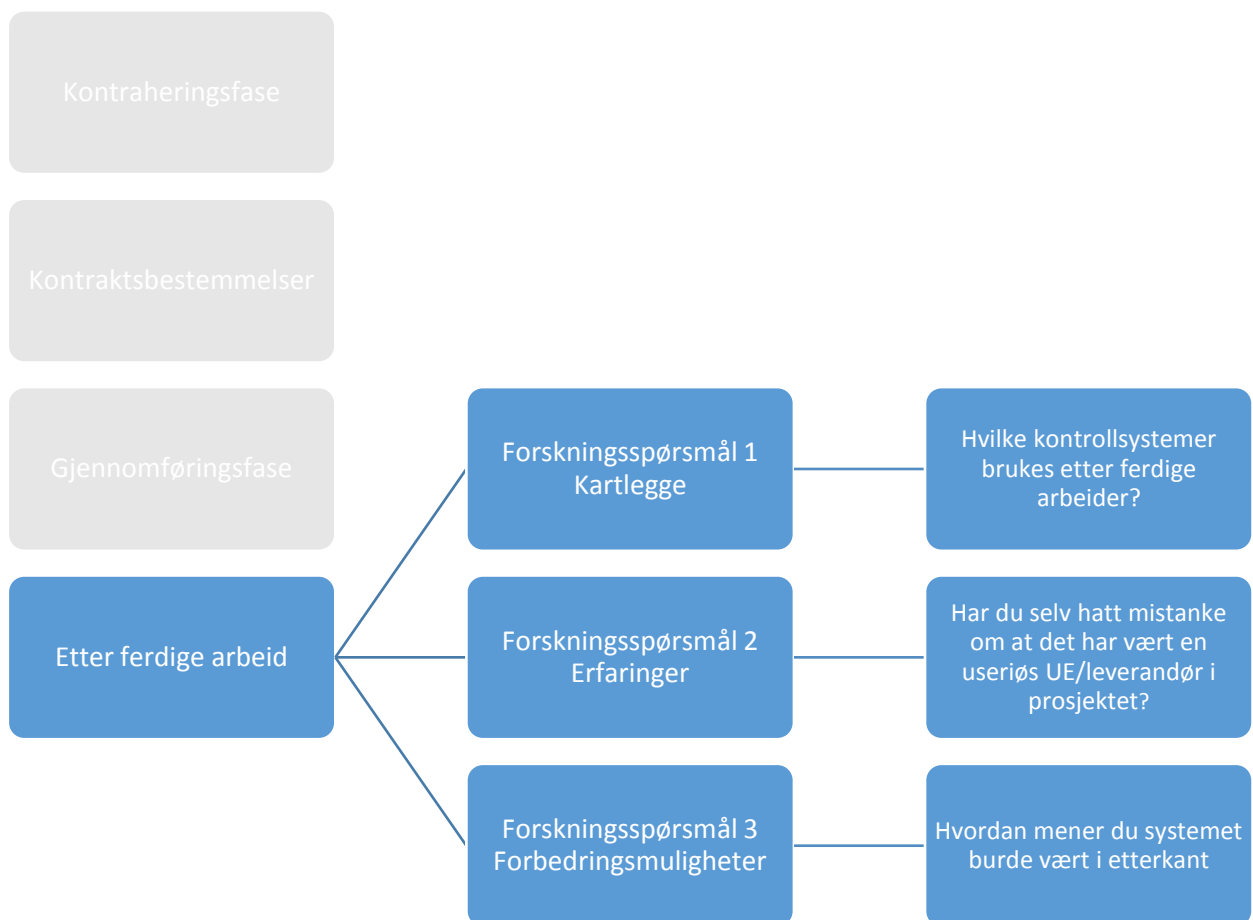 Kontraheringsfase
Kontraktsbestemmelser
Gjennomføringsfase
Forskningsspørsmål 1
Kartlegge
Hvilke kontrollsystemer
brukes etter ferdige
arbeider?
Etter ferdige arbeid
Forskningsspørsmål 2
Erfaringer
Har du selv hatt mistanke
om at det har vært en
useriøs UE/leverandør i
prosjektet?
Forskningsspørsmål 3
Forbedringsmuligheter
Hvordan mener du systemet
burde vært i etterkant